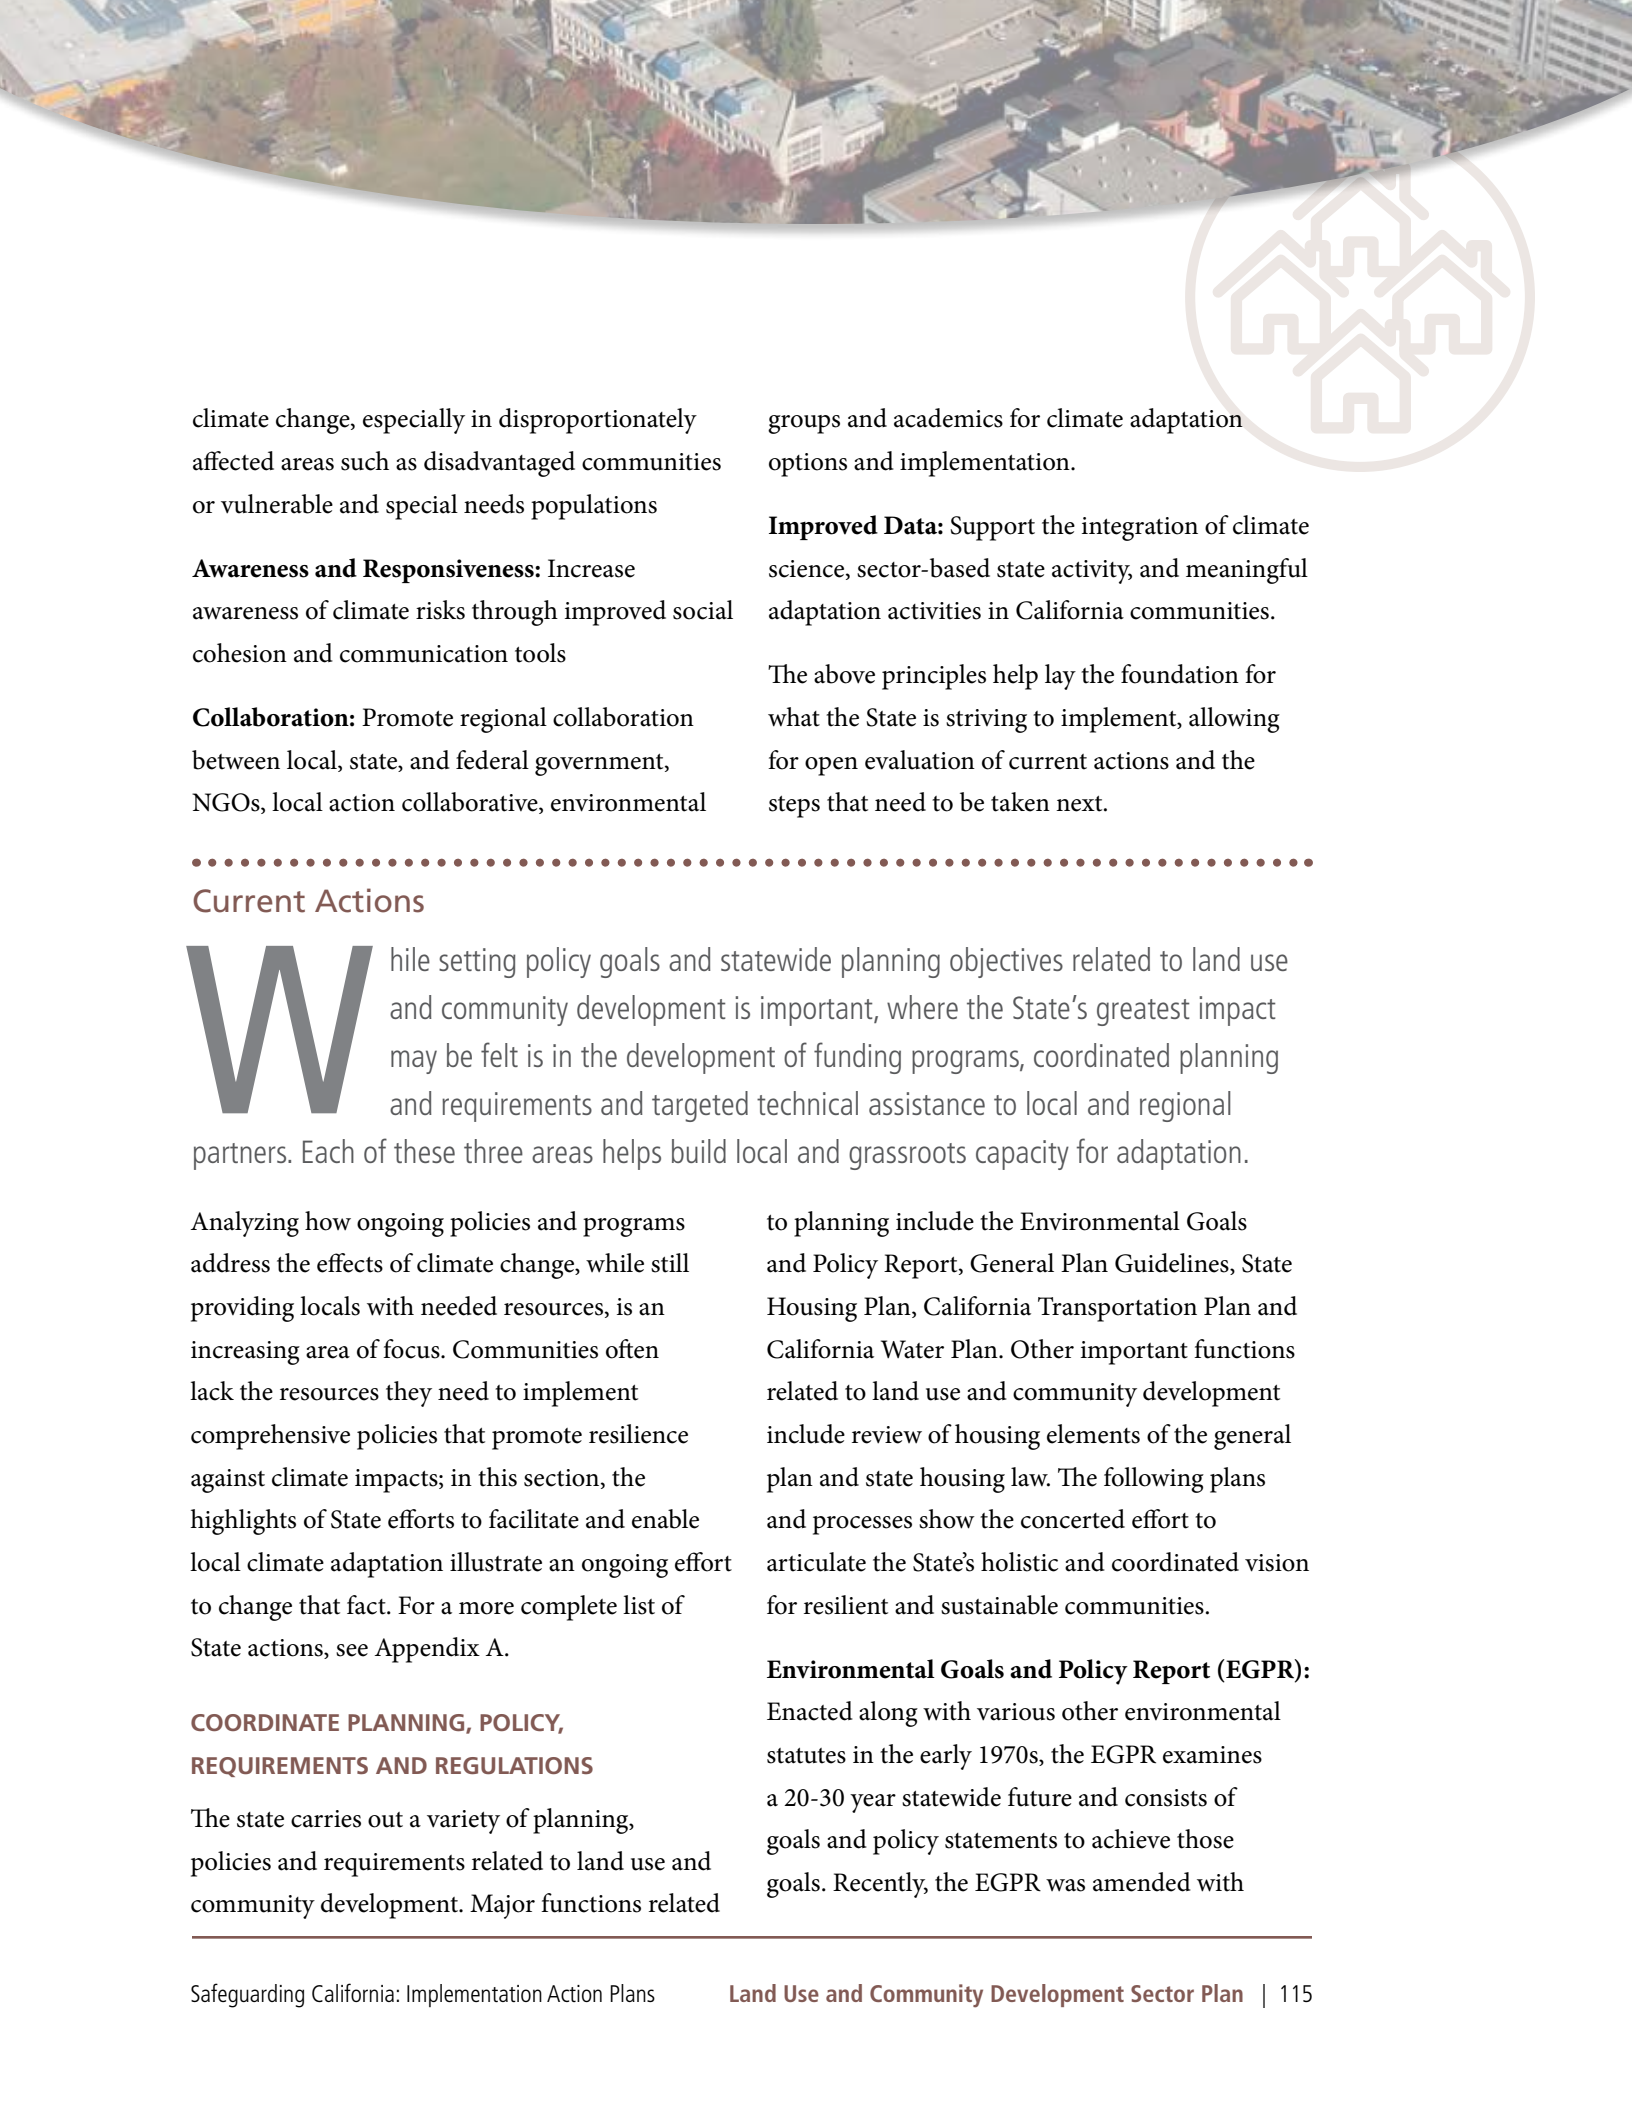 climate change, especially in disproportionately
affected areas such as disadvantaged communities
or vulnerable and special needs populations
Awareness and Responsiveness: Increase
awareness of climate risks through improved social
cohesion and communication tools
Collaboration: Promote regional collaboration
between local, state, and federal government,
NGOs, local action collaborative, environmental
groups and academics for climate adaptation
options and implementation.
Improved Data: Support the integration of climate
science, sector-based state activity, and meaningful
adaptation activities in California communities.
The above principles help lay the foundation for
what the State is striving to implement, allowing
for open evaluation of current actions and the
steps that need to be taken next.
Current Actions
While setting policy goals and statewide planning objectives related to land use
and community development is important, where the State's greatest impact
may be felt is in the development of funding programs, coordinated planning
and requirements and targeted technical assistance to local and regional
partners. Each of these three areas helps build local and grassroots capacity for adaptation.
Analyzing how ongoing policies and programs
address the effects of climate change, while still
providing locals with needed resources, is an
increasing area of focus. Communities often
lack the resources they need to implement
comprehensive policies that promote resilience
against climate impacts; in this section, the
highlights of State efforts to facilitate and enable
local climate adaptation illustrate an ongoing effort
to change that fact. For a more complete list of
State actions, see Appendix A.
COORDINATE PLANNING, POLICY,
REQUIREMENTS AND REGULATIONS
The state carries out a variety of planning,
policies and requirements related to land use and
community development. Major functions related
to planning include the Environmental Goals
and Policy Report, General Plan Guidelines, State
Housing Plan, California Transportation Plan and
California Water Plan. Other important functions
related to land use and community development
include review of housing elements of the general
plan and state housing law. The following plans
and processes show the concerted effort to
articulate the State's holistic and coordinated vision
for resilient and sustainable communities.
Environmental Goals and Policy Report (EGPR):
Enacted along with various other environmental
statutes in the early 1970s, the EGPR examines
a 20-30 year statewide future and consists of
goals and policy statements to achieve those
goals. Recently, the EGPR was amended with
Safeguarding California: Implementation Action Plans
Land Use and Community Development Sector Plan | 115